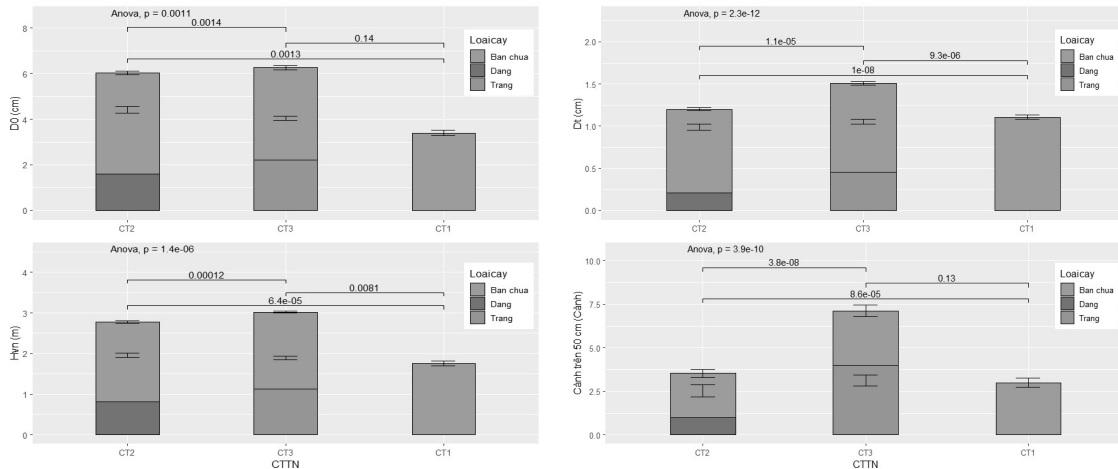 Anova, p = 0.0011
0.0014
0.14
0.0013
D0 (cm)
8
6
4
2
0
CT2
CT3
CT1
Loaicay
Ban chua
Dang
Trang
Anova, p = 2.3e-12
1.1e-05
9.3e-06
1e-08
Dt (cm)
2.0
1.5
1.0
0.5
0.0
CT2
CT3
CT1
Loaicay
Ban chua
Dang
Trang
Anova, p = 1.4e-06
0.00012
0.0081
6.4e-05
Hvn (m)
4
3
2
1
0
CT2
CT3
CT1
CTTN
Loaicay
Ban chua
Dang
Trang
Anova, p = 3.9e-10
3.8e-08
0.13
8.6e-05
Cành trên 50 cm (Cành)
10.0
7.5
5.0
2.5
0.0
CT2
CT3
CT1
CTTN
Loaicay
Ban chua
Dang
Trang